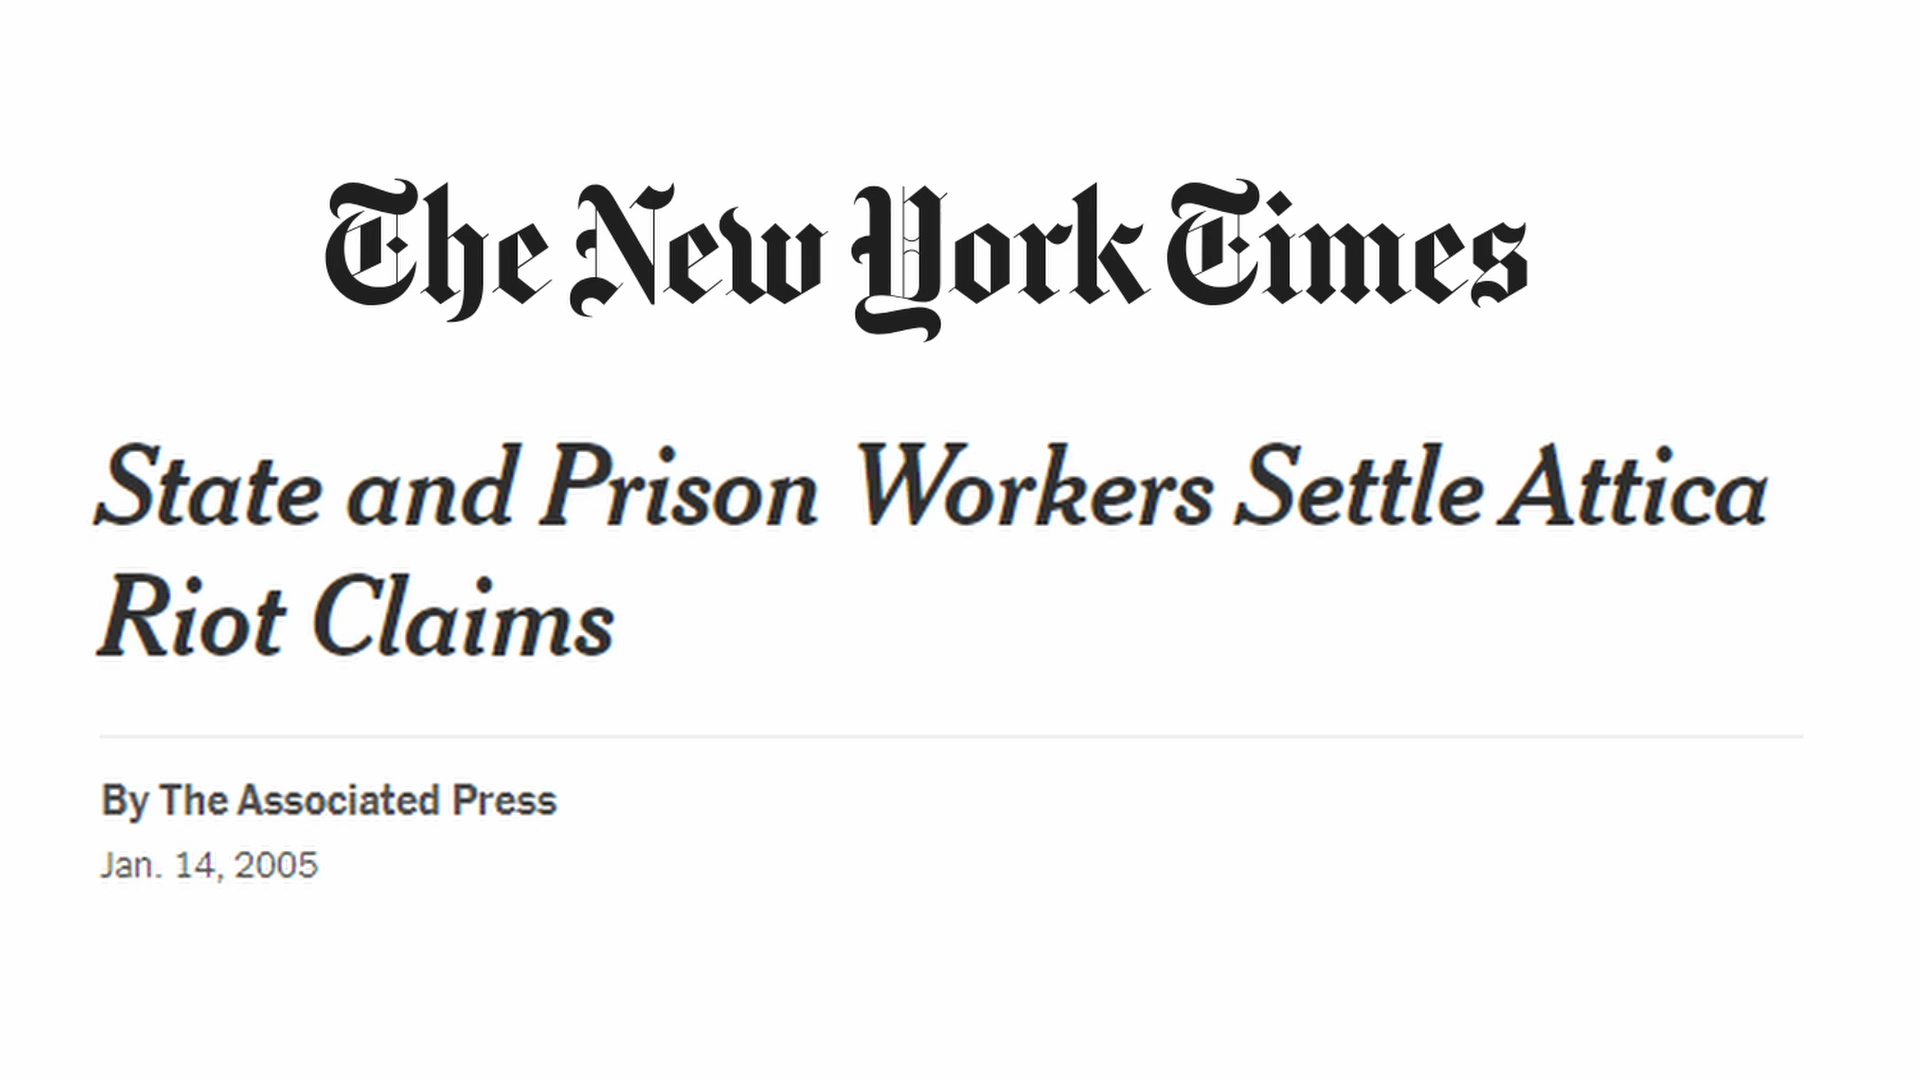 The New York Times
State and Prison Workers Settle Attica
Riot Claims
By The Associated Press
Jan. 14, 2005